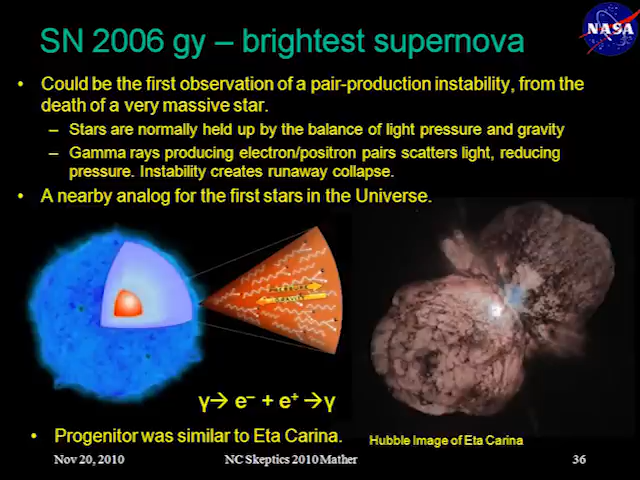 SN 2006 gy – brightest supernova
NASA
• Could be the first observation of a pair-production instability, from the
death of a very massive star.
– Stars are normally held up by the balance of light pressure and gravity
– Gamma rays producing electron/positron pairs scatters light, reducing
pressure. Instability creates runaway collapse.
• A nearby analog for the first stars in the Universe.
PRESSURE
GRAVITY
γ→ e⁻ + e⁺ →γ
• Progenitor was similar to Eta Carina.
Hubble Image of Eta Carina
Nov 20, 2010 NC Skeptics 2010 Mather 36